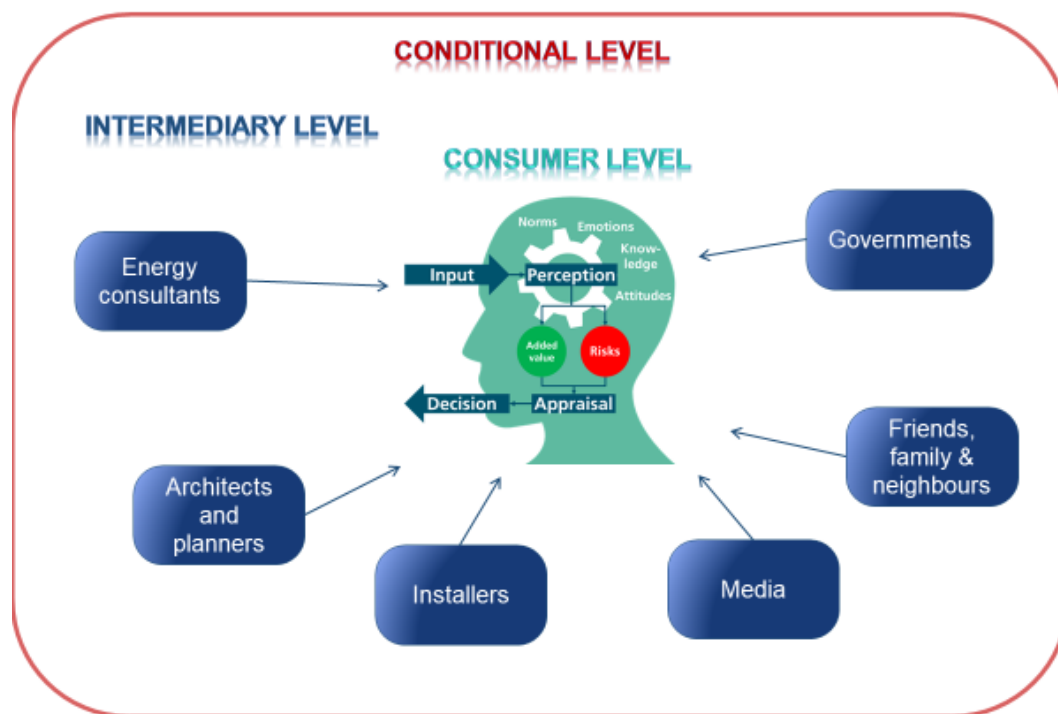 CONDITIONAL LEVEL
INTERMEDIARY LEVEL
CONSUMER LEVEL
Norms
Emotions
Know-
ledge
Attitudes
Input
Perception
Added
value
Risks
Decision
Appraisal
Energy
consultants
Governments
Architects
and
planners
Installers
Media
Friends,
family &
neighbours